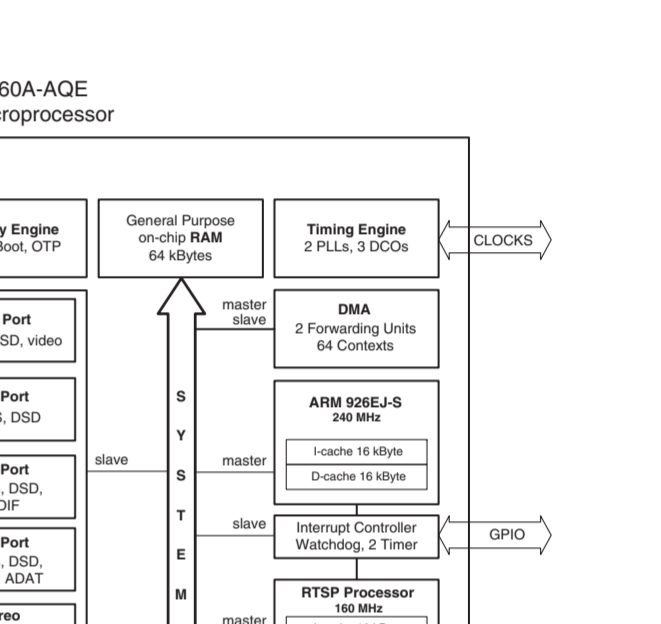 60A-AQE
croprocessor
y Engine
Boot, OTP
General Purpose
on-chip RAM
64 kBytes
Timing Engine
2 PLLs, 3 DCOs
CLOCKS
Port
SD, video
master
slave
DMA
2 Forwarding Units
64 Contexts
Port
S, DSD
ARM 926EJ-S
240 MHz
I-cache 16 kByte
D-cache 16 kByte
S
Y
S
T
E
M
slave
master
Port
, DSD,
DIF
slave
Interrupt Controller
Watchdog, 2 Timer
GPIO
Port
, DSD,
ADAT
RTSP Processor
160 MHz
reo
master